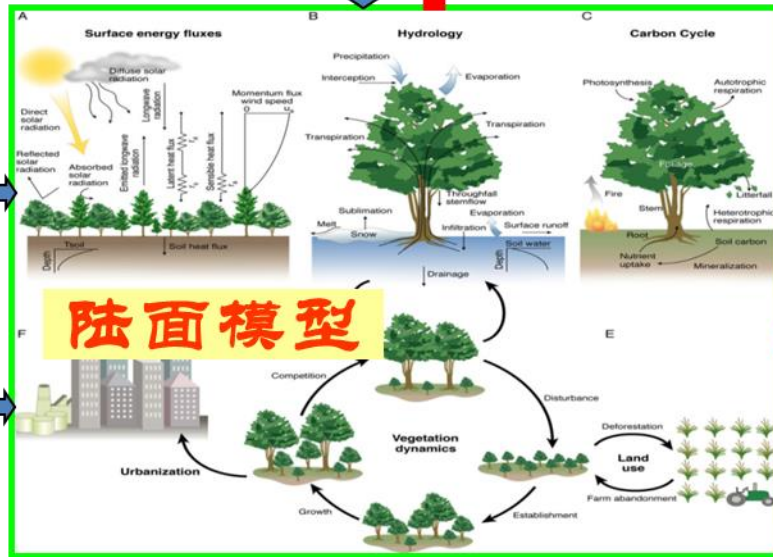 A
Surface energy fluxes
Diffuse solar
radiation
Longwave
radiation
Momentum flux
wind speed
0
Direct
solar
radiation
Reflected
solar
radiation
Absorbed
solar
radiation
Emitted longwave
radiation
Latent heat flux
Sensible heat flux
Tsoil
Soil heat flux
Depth
B
Hydrology
Precipitation
Interception
Evaporation
Transpiration
Transpiration
Throughfall
stemflow
Sublimation
Evaporation
Melt
Snow
Infiltration
Surface runoff
Soil water
Depth
Drainage
C
Carbon Cycle
Photosynthesis
Autotrophic
respiration
Foliage
Fire
Stem
Litterfall
Heterotrophic
respiration
Root
Soil carbon
Nutrient
uptake
Mineralization
陆面模型
F
Urbanization
Competition
Disturbance
Vegetation
dynamics
Growth
Establishment
E
Deforestation
Land
use
Farm abandonment